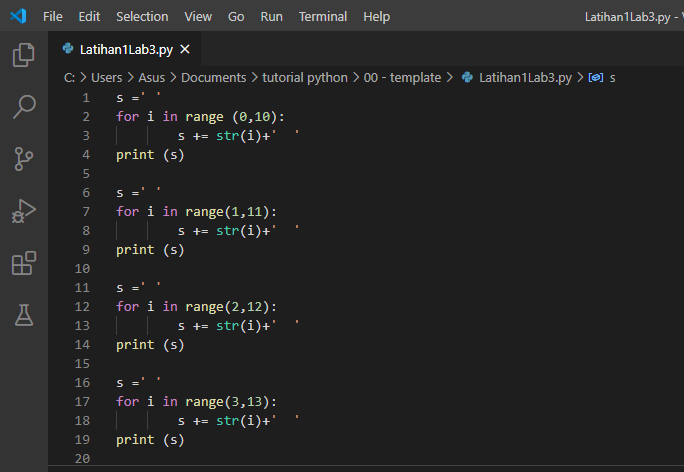 File Edit Selection View Go Run Terminal Help Latihan1Lab3.py -
Latihan1Lab3.py ×
C: > Users > Asus > Documents > tutorial python > 00 - template > Latihan1Lab3.py > s
1 s =' '
2 for i in range (0,10):
3         s += str(i)+'  '
4 print (s)
5
6 s =' '
7 for i in range(1,11):
8         s += str(i)+'  '
9 print (s)
10
11 s =' '
12 for i in range(2,12):
13         s += str(i)+'  '
14 print (s)
15
16 s =' '
17 for i in range(3,13):
18         s += str(i)+'  '
19 print (s)
20